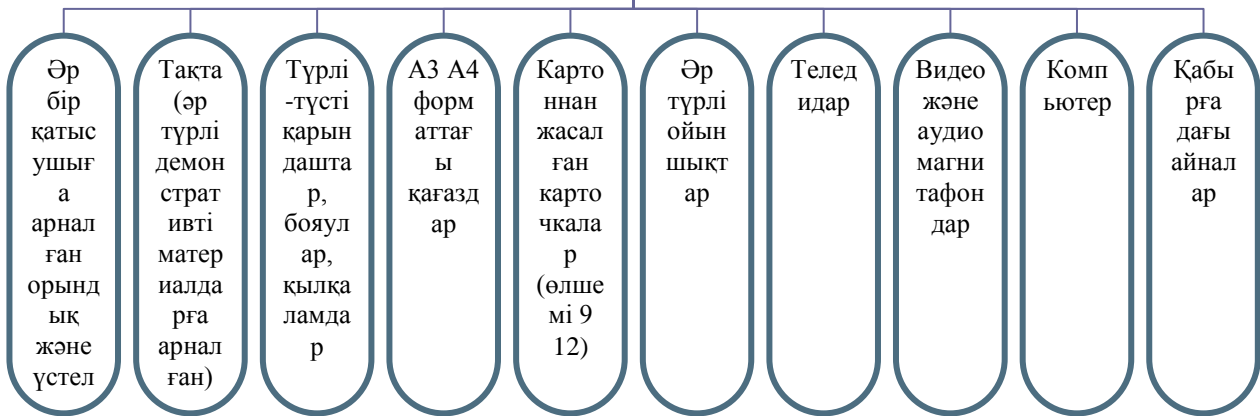 Әр
бір
қатыс
ушығ
а
арнал
ған
орынд
ық
және
үстел
Тақта
(әр
түрлі
демон
страт
ивті
матер
иалда
рға
арнал
ған)
Түрлі
-түсті
қарын
дашта
р,
бояул
ар,
қылқа
ламда
р
А3 А4
форм
аттағ
ы
қағазд
ар
Карто
ннан
жасал
ған
карто
чкала
р
(өлше
мі 9
12)
Әр
түрлі
ойын
шықт
ар
Телед
идар
Видео
және
аудио
магни
тафон
дар
Комп
ьютер
Қабы
рға
дағы
айнал
ар